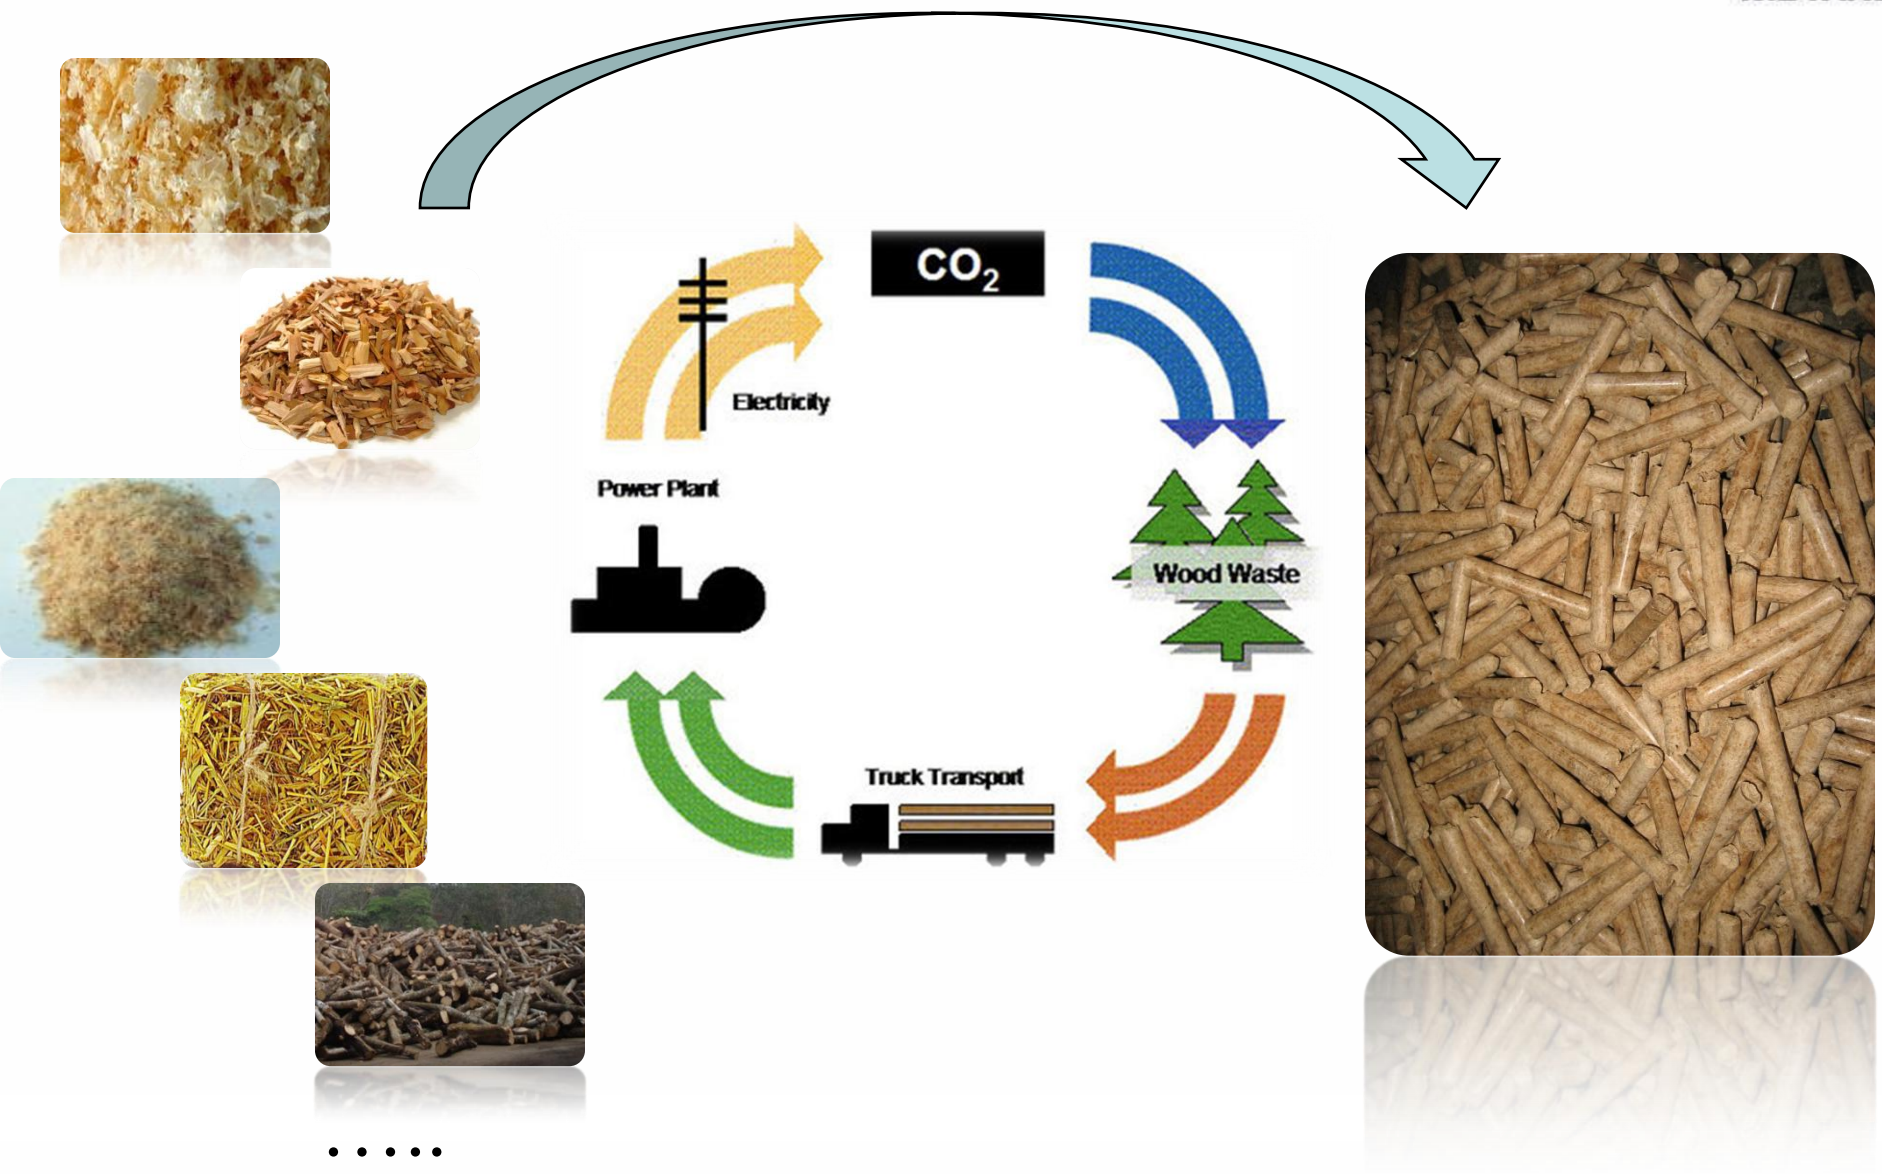 CO₂
Electricity
Power Plant
Wood Waste
Truck Transport
.....